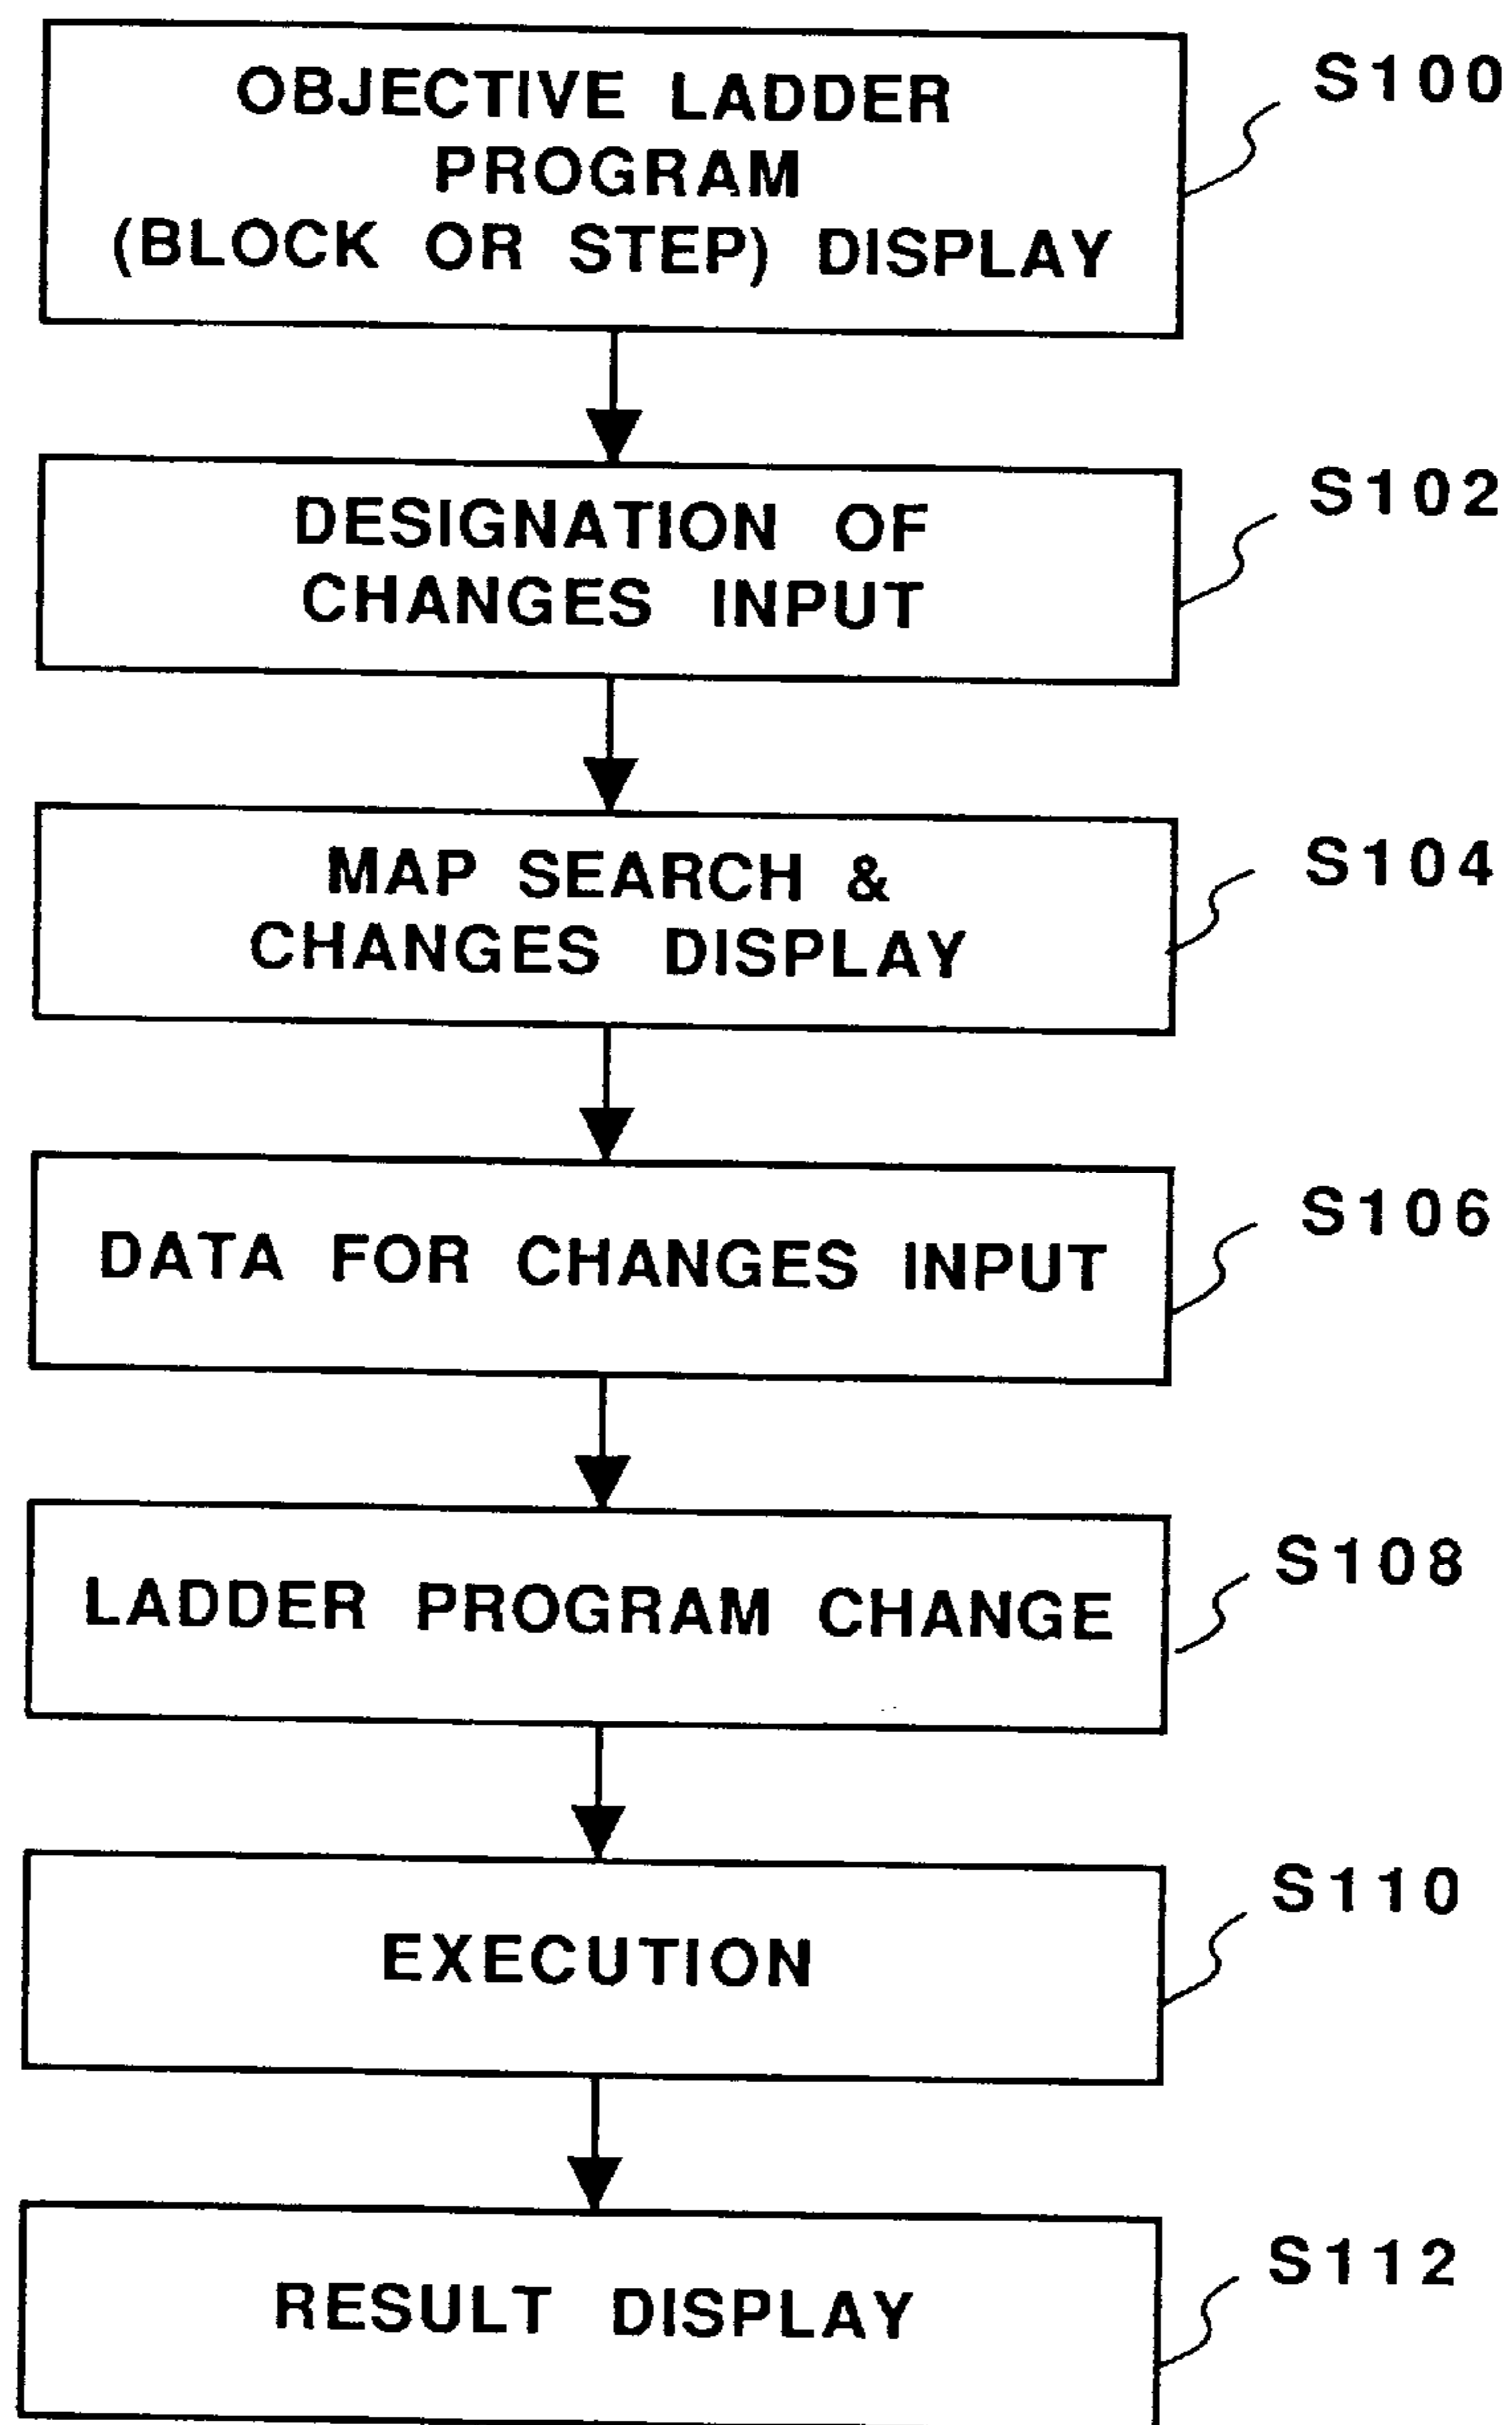 OBJECTIVE LADDER
PROGRAM
(BLOCK OR STEP) DISPLAY
S100
DESIGNATION OF
CHANGES INPUT
S102
MAP SEARCH &
CHANGES DISPLAY
S104
DATA FOR CHANGES INPUT
S106
LADDER PROGRAM CHANGE
S108
EXECUTION
S110
RESULT DISPLAY
S112